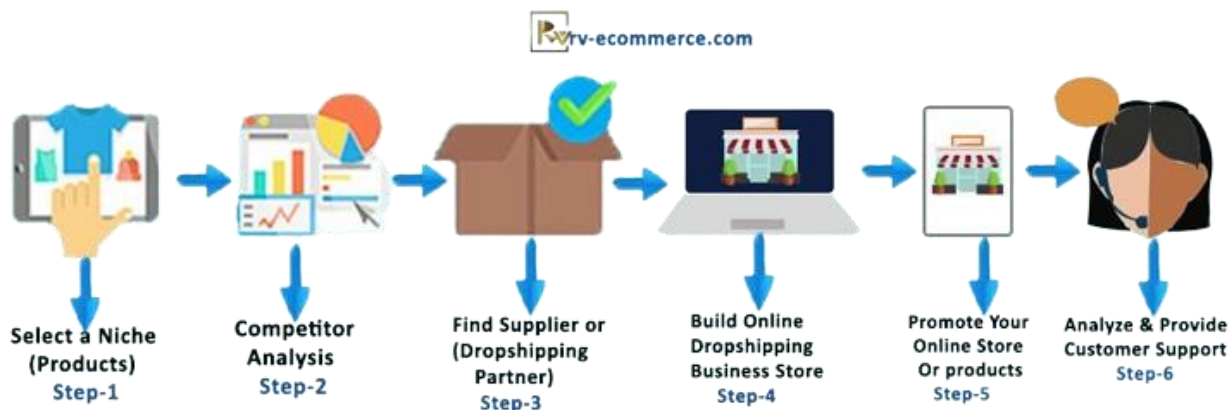 rv-ecommerce.com
Select a Niche
(Products)
Step-1
Competitor
Analysis
Step-2
Find Supplier or
(Dropshipping
Partner)
Step-3
Build Online
Dropshipping
Business Store
Step-4
Promote Your
Online Store
Or products
Step-5
Analyze & Provide
Customer Support
Step-6